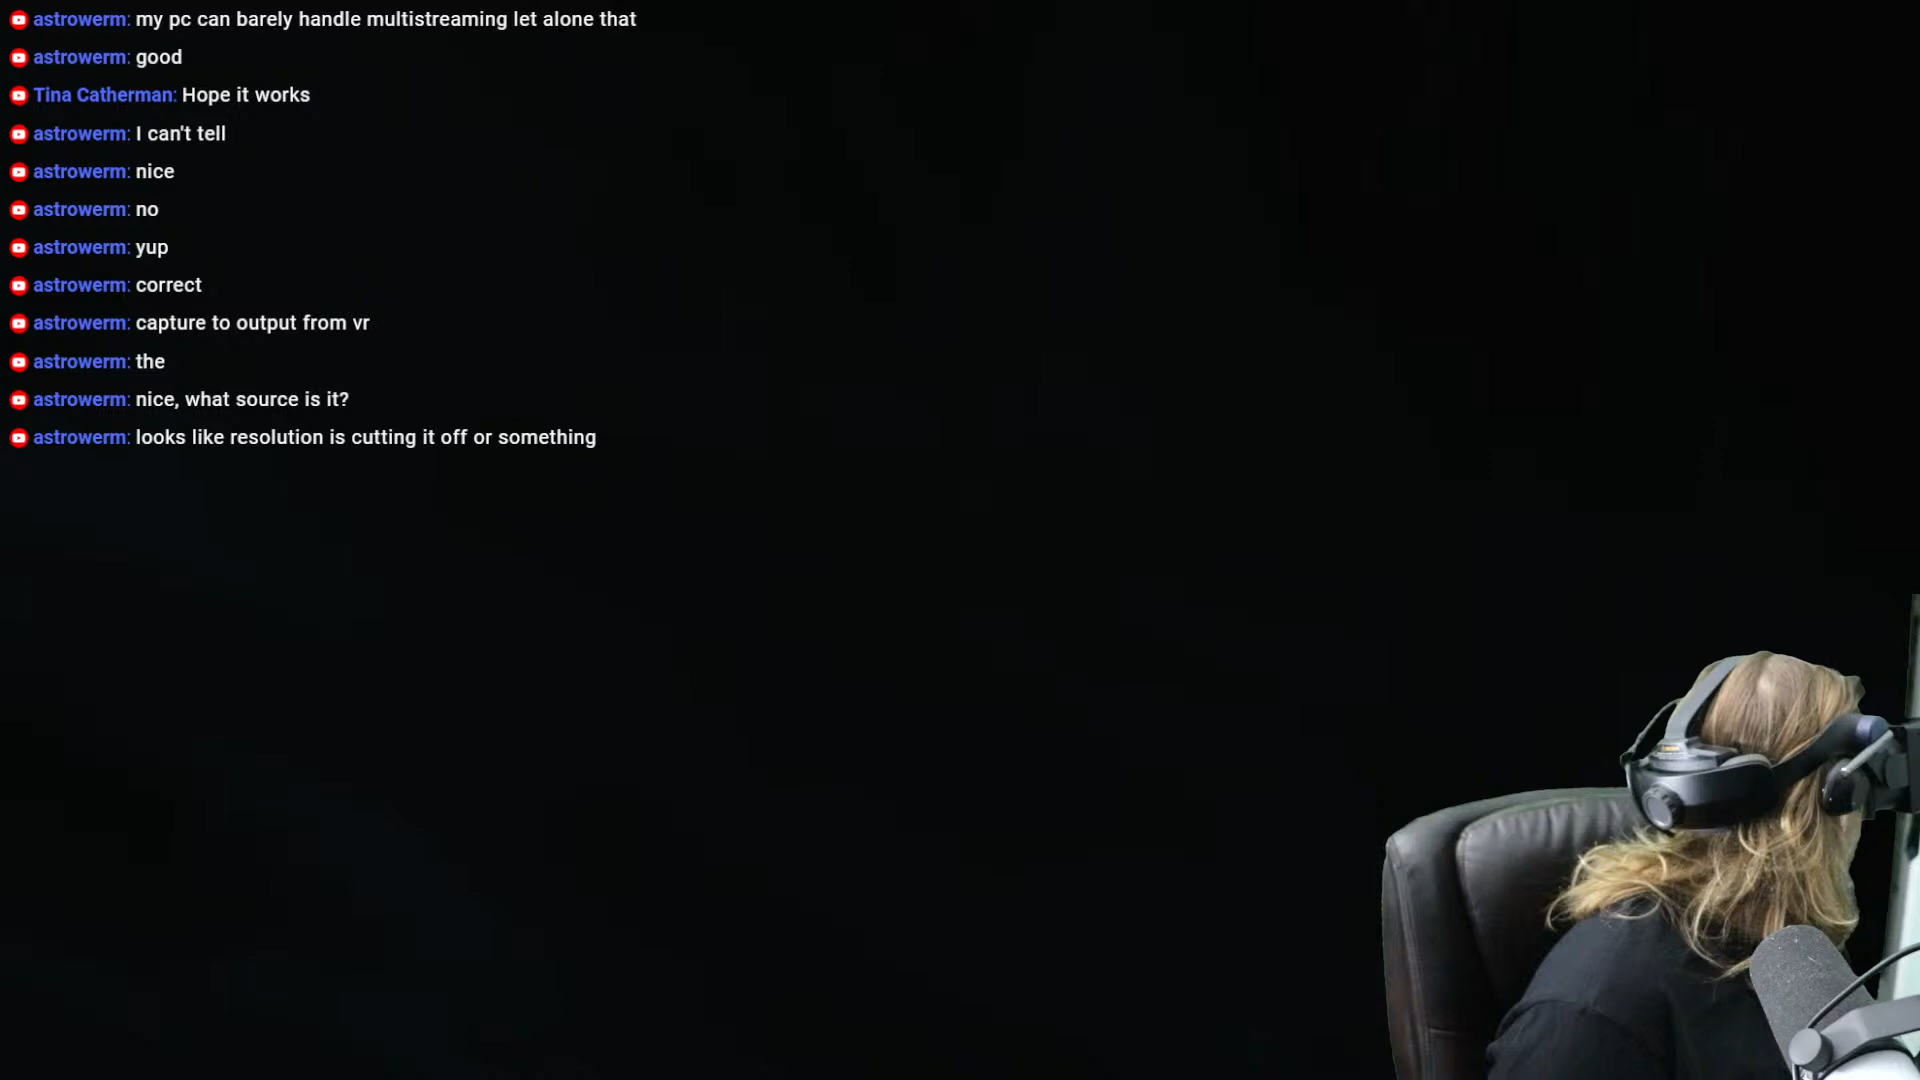 astrowerm: my pc can barely handle multistreaming let alone that
astrowerm: good
Tina Catherman: Hope it works
astrowerm: I can't tell
astrowerm: nice
astrowerm: no
astrowerm: yup
astrowerm: correct
astrowerm: capture to output from vr
astrowerm: the
astrowerm: nice, what source is it?
astrowerm: looks like resolution is cutting it off or something